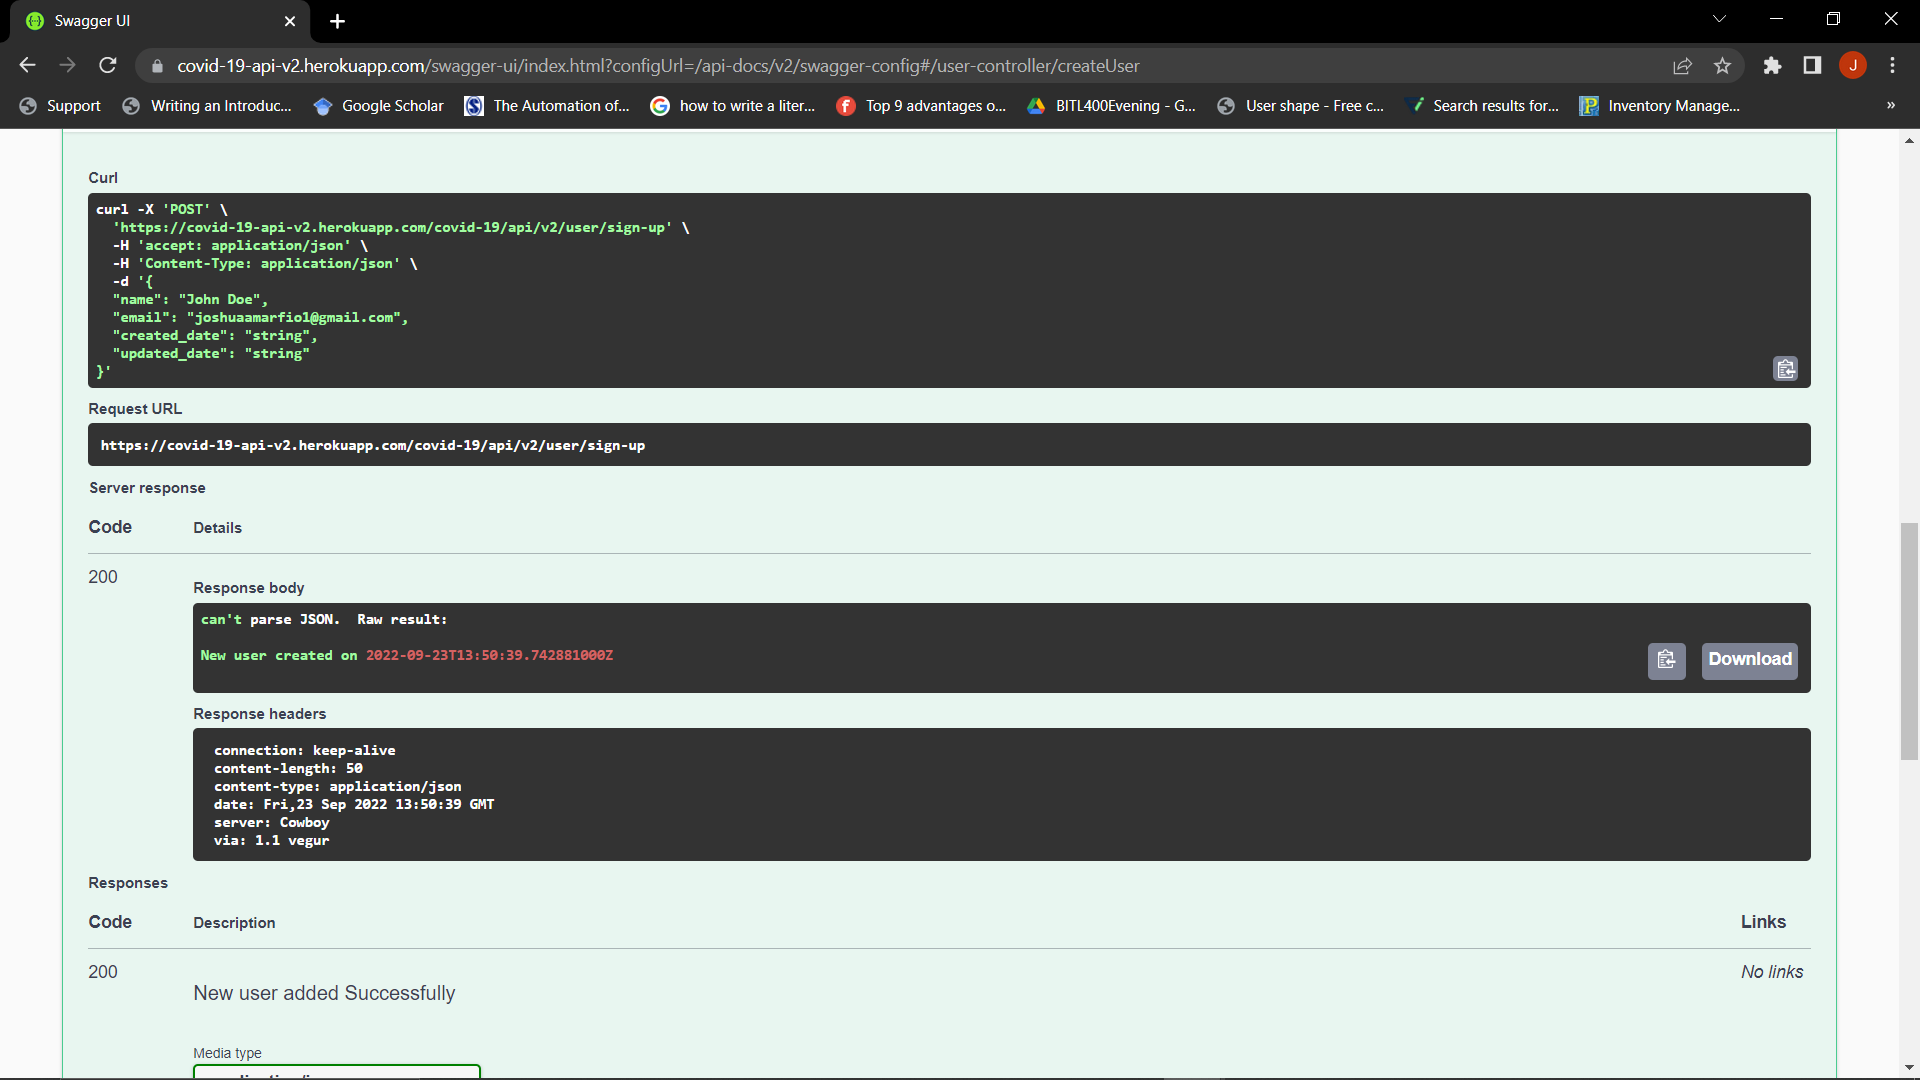 Swagger UI
covid-19-api-v2.herokuapp.com/swagger-ui/index.html?configUrl=/api-docs/v2/swagger-config#/user-controller/createUser
J
Support
Writing an Introduc...
Google Scholar
The Automation of...
how to write a liter...
Top 9 advantages o...
BITL400Evening - G...
User shape - Free c...
Search results for...
Inventory Manage...
»
Curl
curl -X 'POST' \
'https://covid-19-api-v2.herokuapp.com/covid-19/api/v2/user/sign-up' \
-H 'accept: application/json' \
-H 'Content-Type: application/json' \
-d '{
"name": "John Doe",
"email": "joshuaamarfio1@gmail.com",
"created_date": "string",
"updated_date": "string"
}'
Request URL
https://covid-19-api-v2.herokuapp.com/covid-19/api/v2/user/sign-up
Server response
Code Details
200
Response body
can't parse JSON.  Raw result:
New user created on 2022-09-23T13:50:39.742881000Z
Download
Response headers
connection: keep-alive
content-length: 50
content-type: application/json
date: Fri,23 Sep 2022 13:50:39 GMT
server: Cowboy
via: 1.1 vegur
Responses
Code Description Links
200 No links
New user added Successfully
Media type